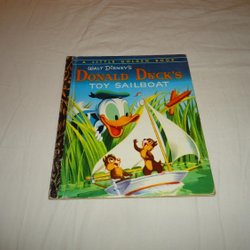 A LITTLE GOLDEN BOOK
WALT DISNEY'S
DONALD DUCK'S
TOY SAILBOAT